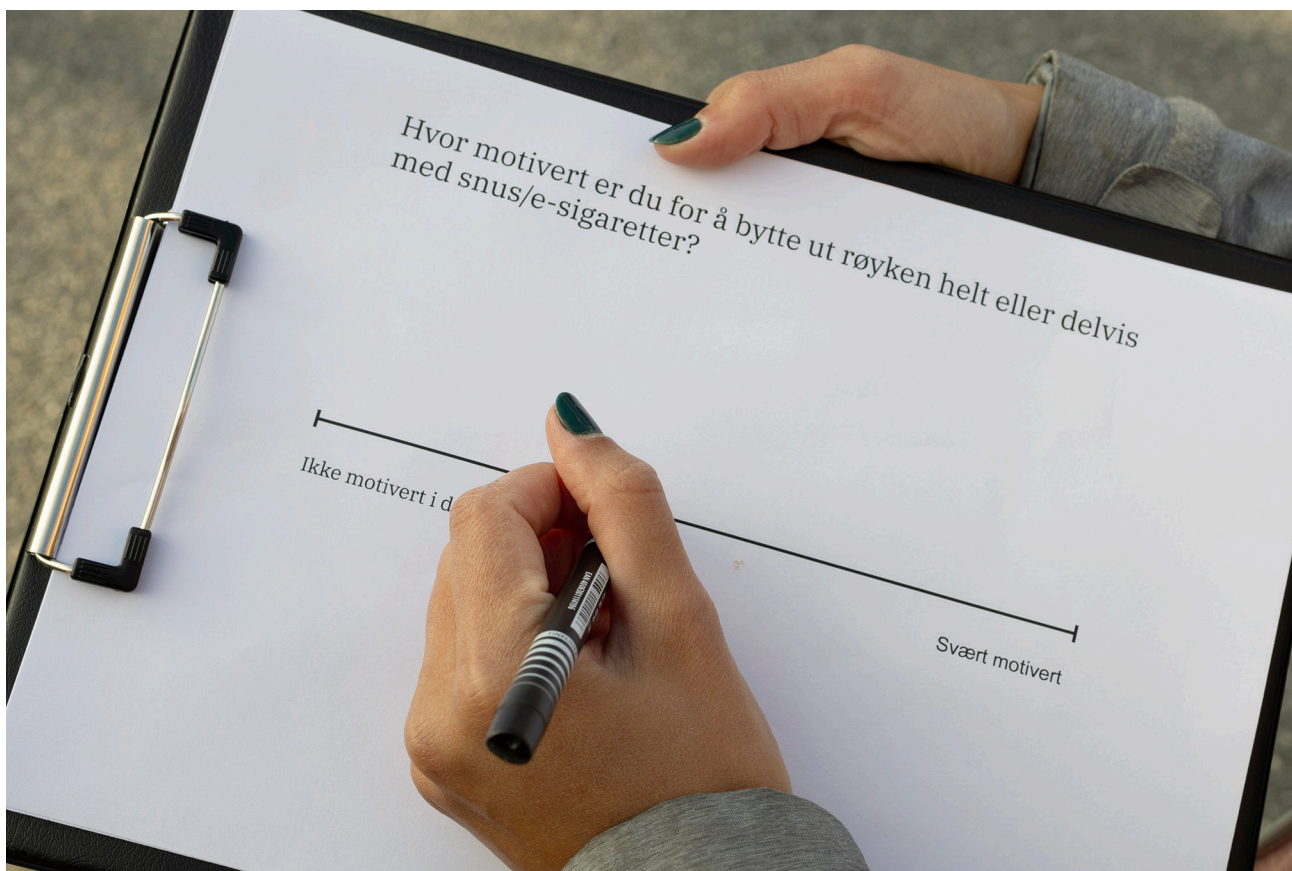 Hvor motivert er du for å bytte ut røyken helt eller delvis
med snus/e-sigaretter?
Ikke motivert i
Svært motivert